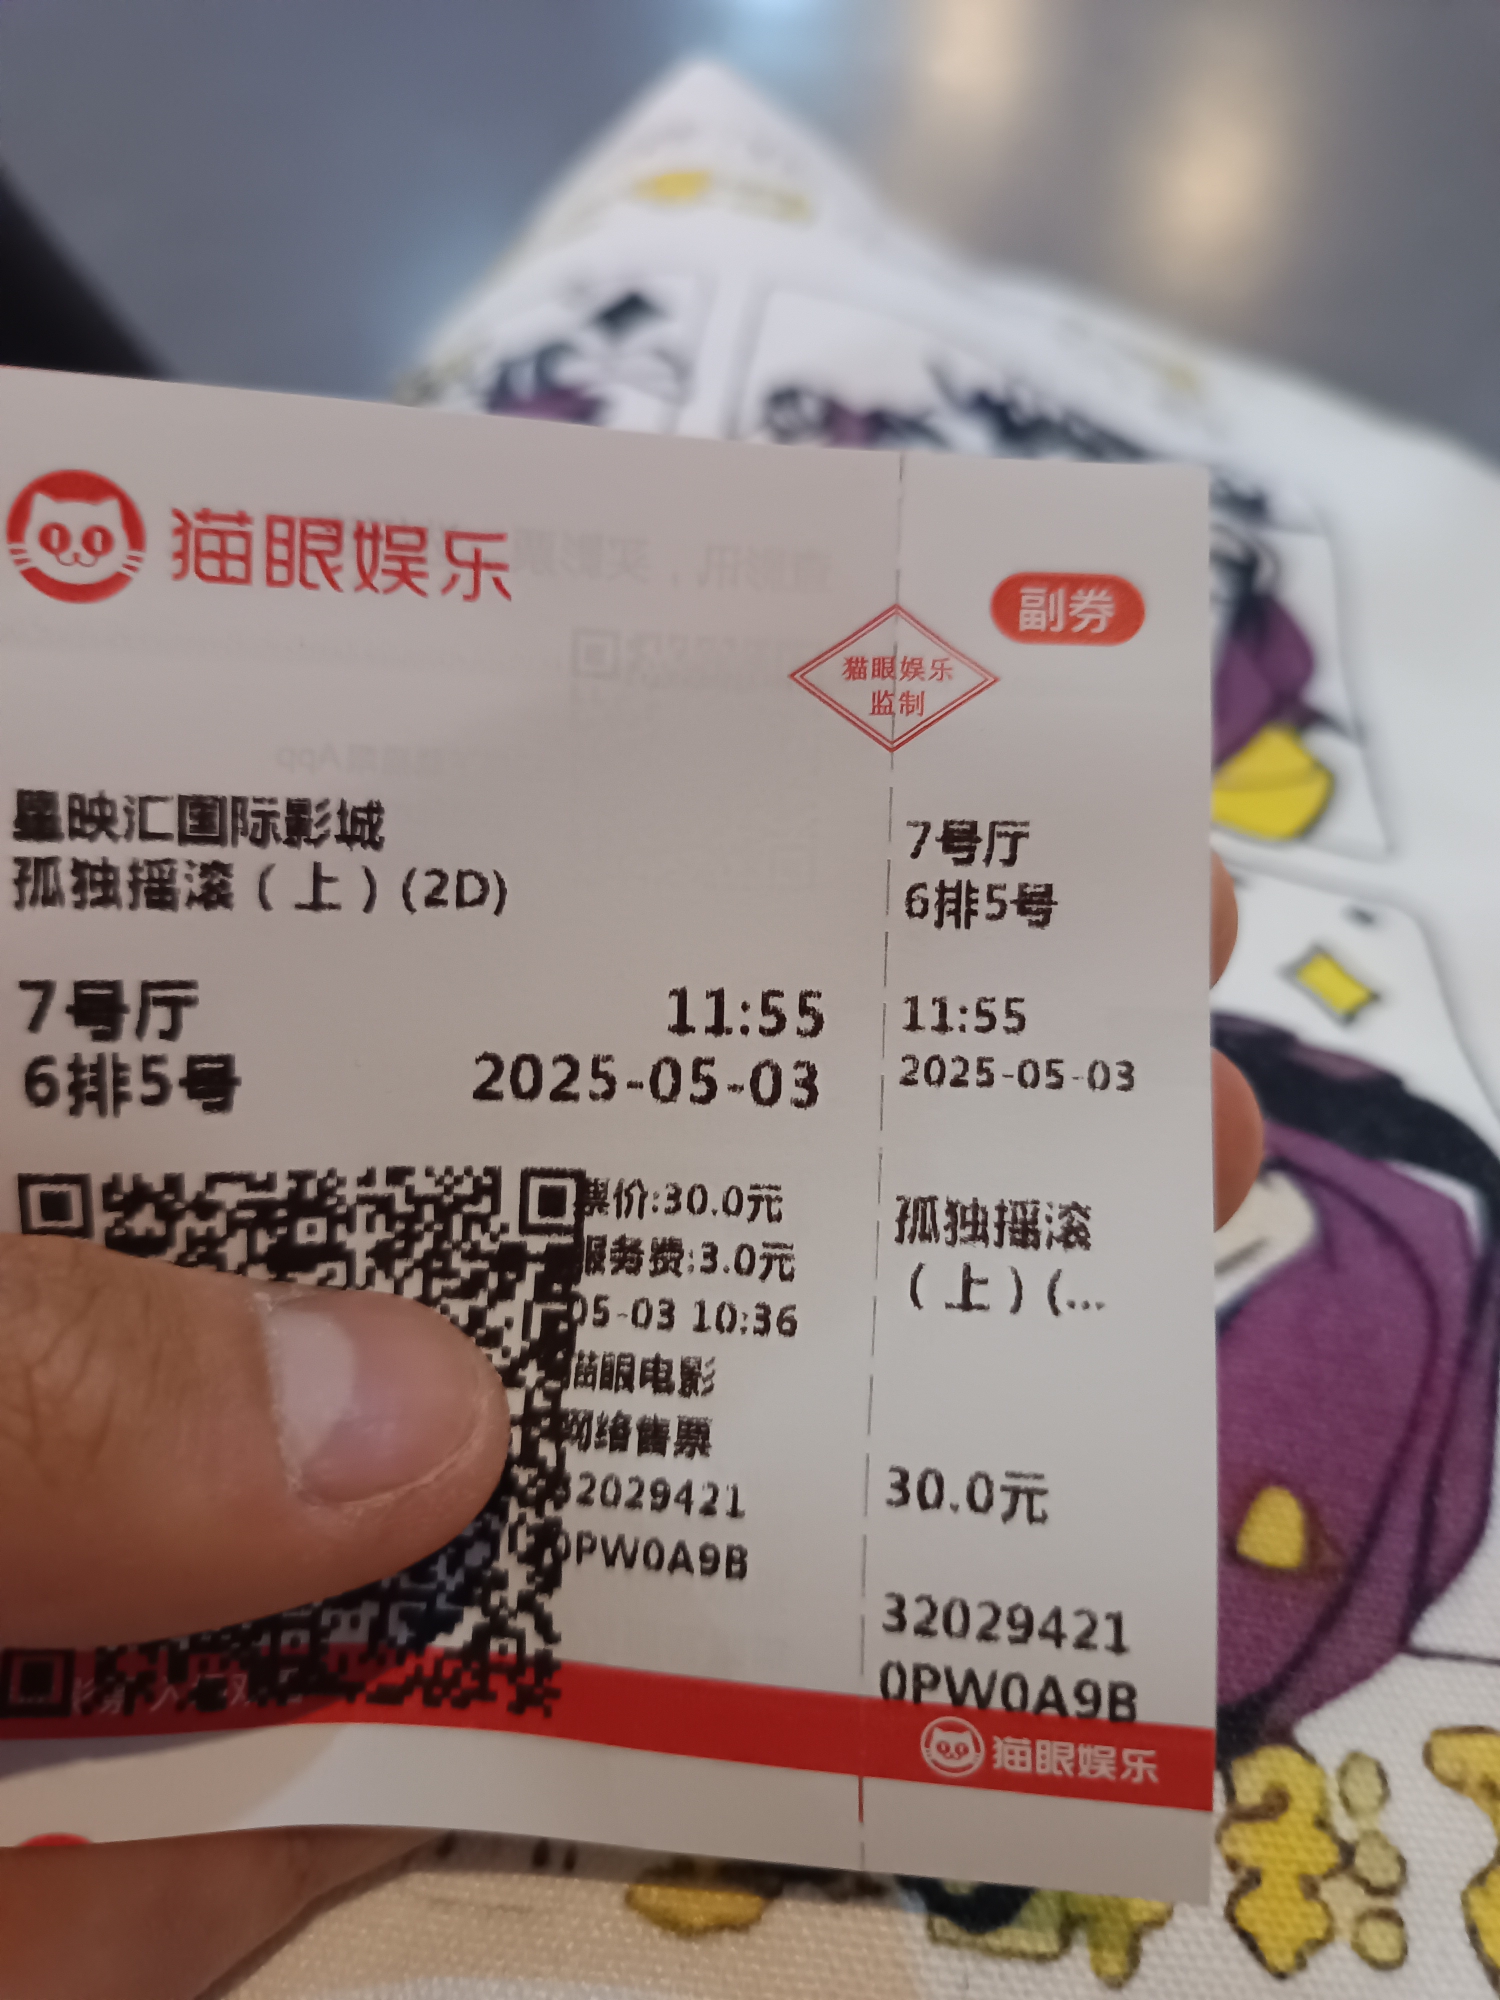 猫眼娱乐
副券
猫眼娱乐
监制
星映汇国际影城
孤独摇滚（上）(2D)
7号厅
6排5号
11:55
2025-05-03
票价:30.0元
服务费:3.0元
05-03 10:36
猫眼电影
网络售票
32029421
0PW0A9B
7号厅
6排5号
11:55
2025-05-03
孤独摇滚
（上）(...
30.0元
32029421
0PW0A9B
猫眼娱乐